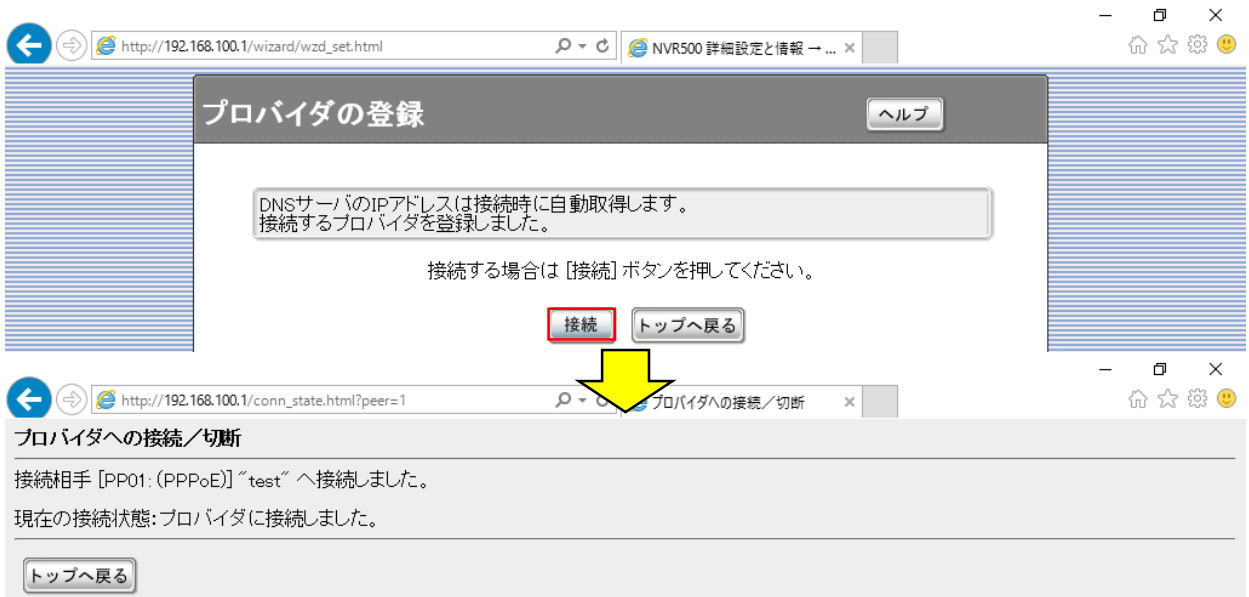 http://192.168.100.1/wizard/wzd_set.html
NVR500 詳細設定と情報 → ...
プロバイダの登録
ヘルプ
DNSサーバのIPアドレスは接続時に自動取得します。
接続するプロバイダを登録しました。
接続する場合は [接続] ボタンを押してください。
接続 トップへ戻る
http://192.168.100.1/conn_state.html?peer=1
プロバイダへの接続／切断
プロバイダへの接続／切断
接続相手 [PP01:(PPPoE)] ″test″ へ接続しました。
現在の接続状態:プロバイダに接続しました。
トップへ戻る